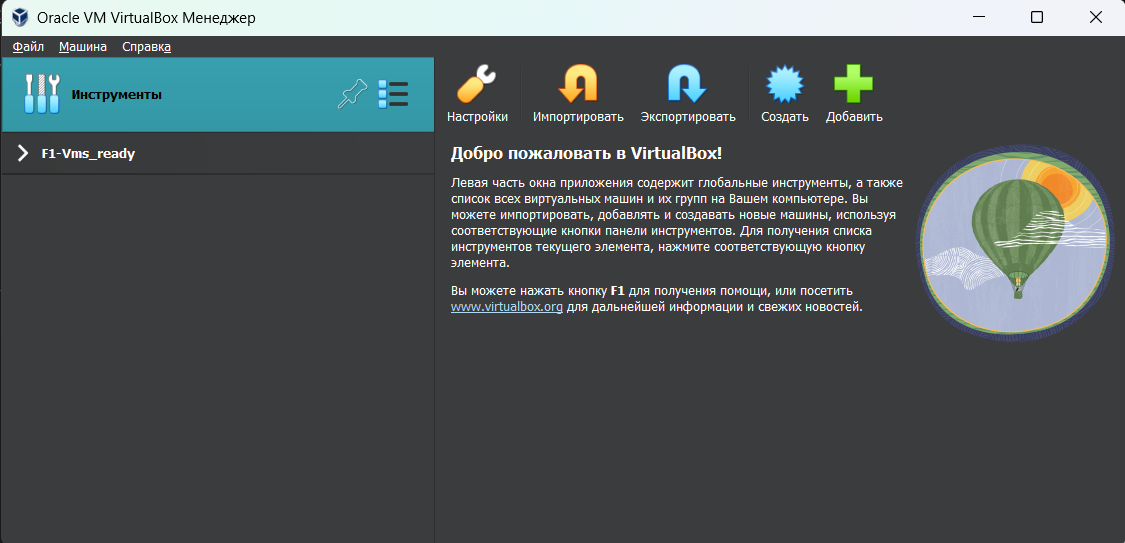 Oracle VM VirtualBox Менеджер
Файл Машина Справка
Инструменты
F1-Vms_ready
Настройки Импортировать Экспортировать Создать Добавить
Добро пожаловать в VirtualBox!
Левая часть окна приложения содержит глобальные инструменты, а также
список всех виртуальных машин и их групп на Вашем компьютере. Вы
можете импортировать, добавлять и создавать новые машины, используя
соответствующие кнопки панели инструментов. Для получения списка
инструментов текущего элемента, нажмите соответствующую кнопку
элемента.
Вы можете нажать кнопку F1 для получения помощи, или посетить
www.virtualbox.org для дальнейшей информации и свежих новостей.